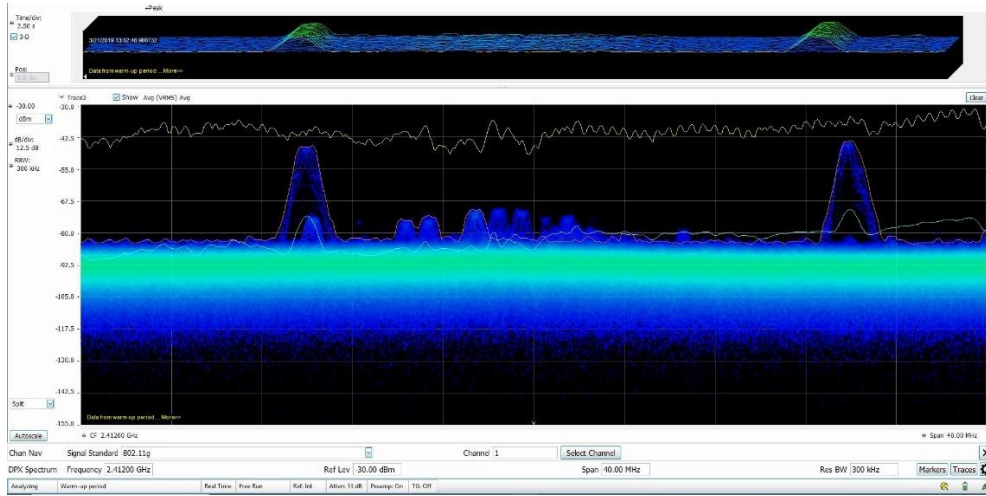 +Peak
Time/div:
2.50 s
3-D
3/21/2019 13:52:46.966132
Pos:
Data from warm-up period ...More>>
Trace2 Show Avg (VRMS) Avg Clear
-30.00
-30.0
dBm
dB/div:
12.5 dB
-42.5
RBW:
300 kHz
-55.0
-67.5
-80.0
-92.5
-105.0
-117.5
-130.0
-142.5
Split
Data from warm-up period ...More>>
-155.0
Autoscale CF 2.41200 GHz Span 40.00 MHz
Chan Nav Signal Standard 802.11g Channel 1 Select Channel X
DPX Spectrum Frequency 2.41200 GHz Ref Lev -30.00 dBm Span 40.00 MHz Res BW 300 kHz Markers Traces
Analyzing Warm-up period Real Time Free Run Ref: Int Atten: 15 dB Preamp: On TG: Off